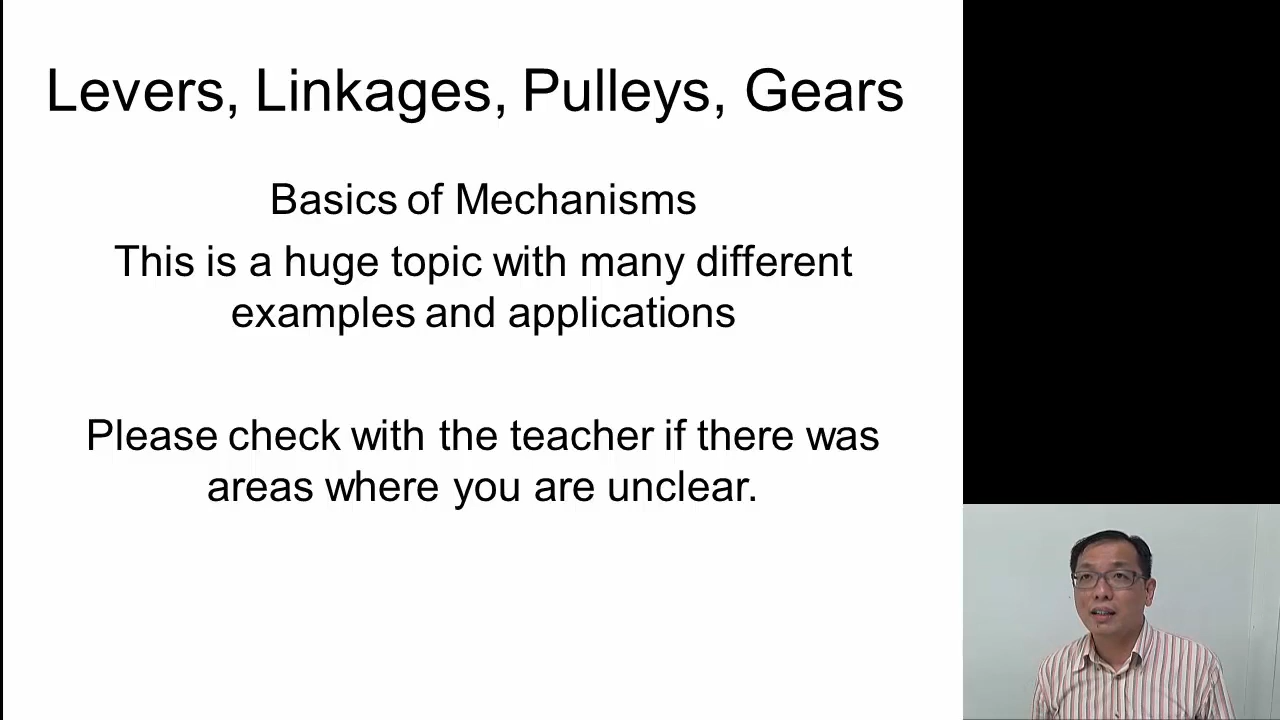 Levers, Linkages, Pulleys, Gears
Basics of Mechanisms
This is a huge topic with many different
examples and applications
Please check with the teacher if there was
areas where you are unclear.